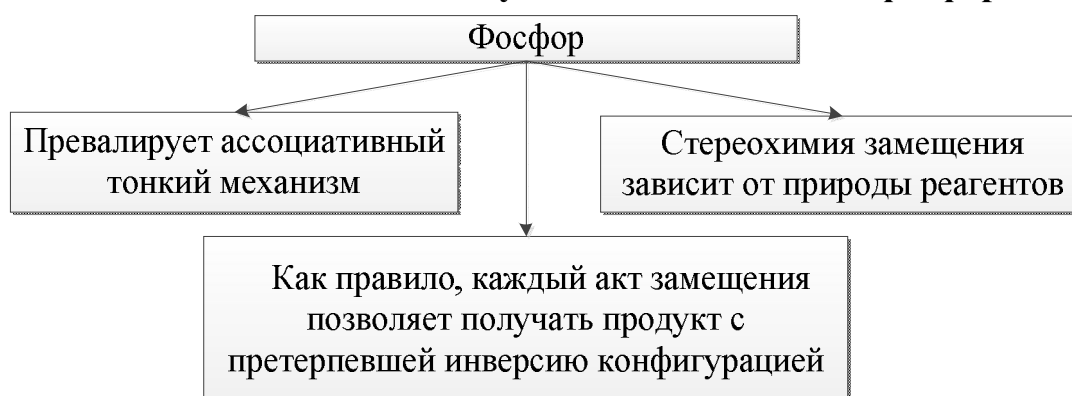 Фосфор
Превалирует ассоциативный
тонкий механизм
Стереохимия замещения
зависит от природы реагентов
Как правило, каждый акт замещения
позволяет получать продукт с
претерпевшей инверсию конфигурацией